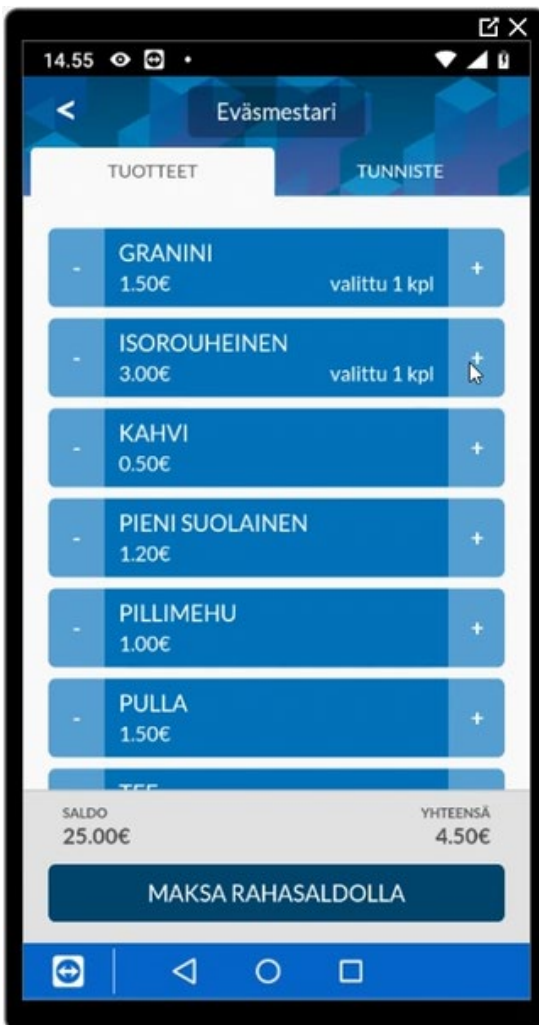 14.55
Eväsmestari
TUOTTEET
TUNNISTE
GRANINI
- 1.50€ valittu 1 kpl +
ISOROUHEINEN
- 3.00€ valittu 1 kpl +
KAHVI
- 0.50€ +
PIENI SUOLAINEN
- 1.20€ +
PILLIMEHU
- 1.00€ +
PULLA
- 1.50€ +
TEE
SALDO YHTEENSÄ
25.00€ 4.50€
MAKSA RAHASALDOLLA